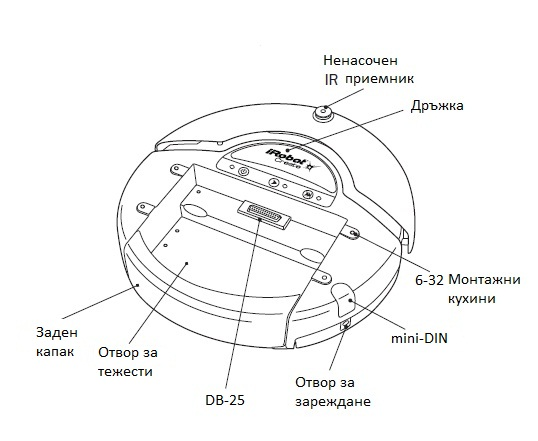 Ненасочен
IR приемник
Дръжка
iRobot
Create
6-32 Монтажни
кухини
mini-DIN
Заден
капак
Отвор за
тежести
DB-25
Отвор за
зареждане